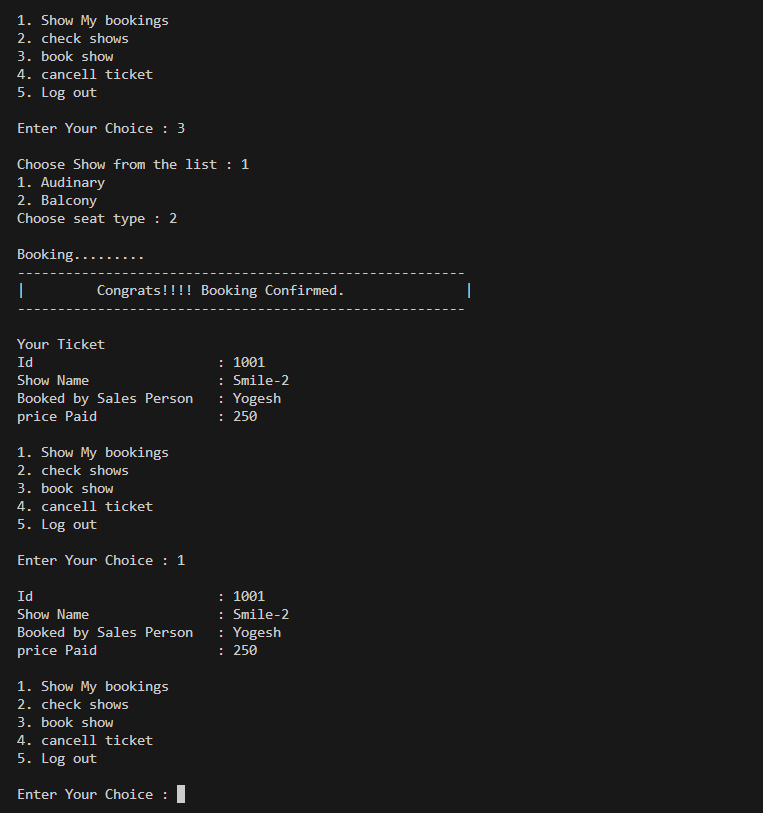 1. Show My bookings
2. check shows
3. book show
4. cancell ticket
5. Log out
Enter Your Choice : 3
Choose Show from the list : 1
1. Audinary
2. Balcony
Choose seat type : 2
Booking.........
--------------------------------------------------------
|         Congrats!!!! Booking Confirmed.               |
--------------------------------------------------------
Your Ticket
Id                       : 1001
Show Name                : Smile-2
Booked by Sales Person   : Yogesh
price Paid               : 250
1. Show My bookings
2. check shows
3. book show
4. cancell ticket
5. Log out
Enter Your Choice : 1
Id                       : 1001
Show Name                : Smile-2
Booked by Sales Person   : Yogesh
price Paid               : 250
1. Show My bookings
2. check shows
3. book show
4. cancell ticket
5. Log out
Enter Your Choice :